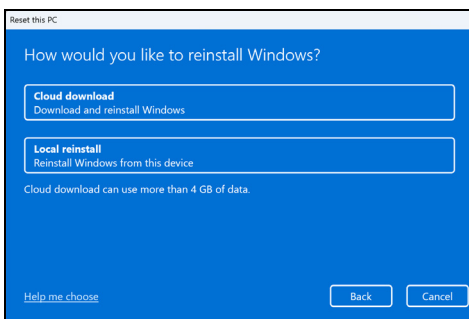 Reset this PC
How would you like to reinstall Windows?
Cloud download
Download and reinstall Windows
Local reinstall
Reinstall Windows from this device
Cloud download can use more than 4 GB of data.
Help me choose
Back
Cancel